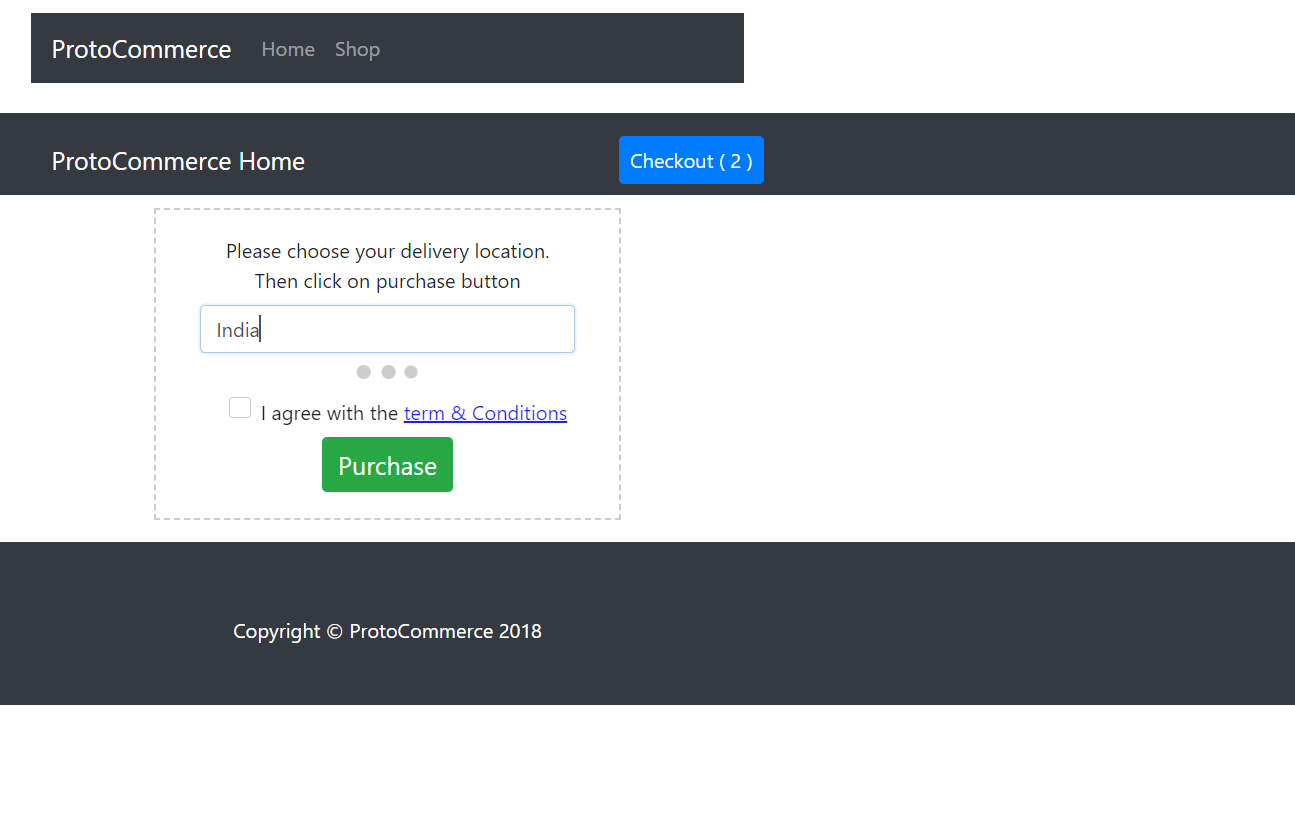 ProtoCommerce Home Shop
ProtoCommerce Home Checkout ( 2 )
Please choose your delivery location.
Then click on purchase button
India
I agree with the term & Conditions
Purchase
Copyright © ProtoCommerce 2018